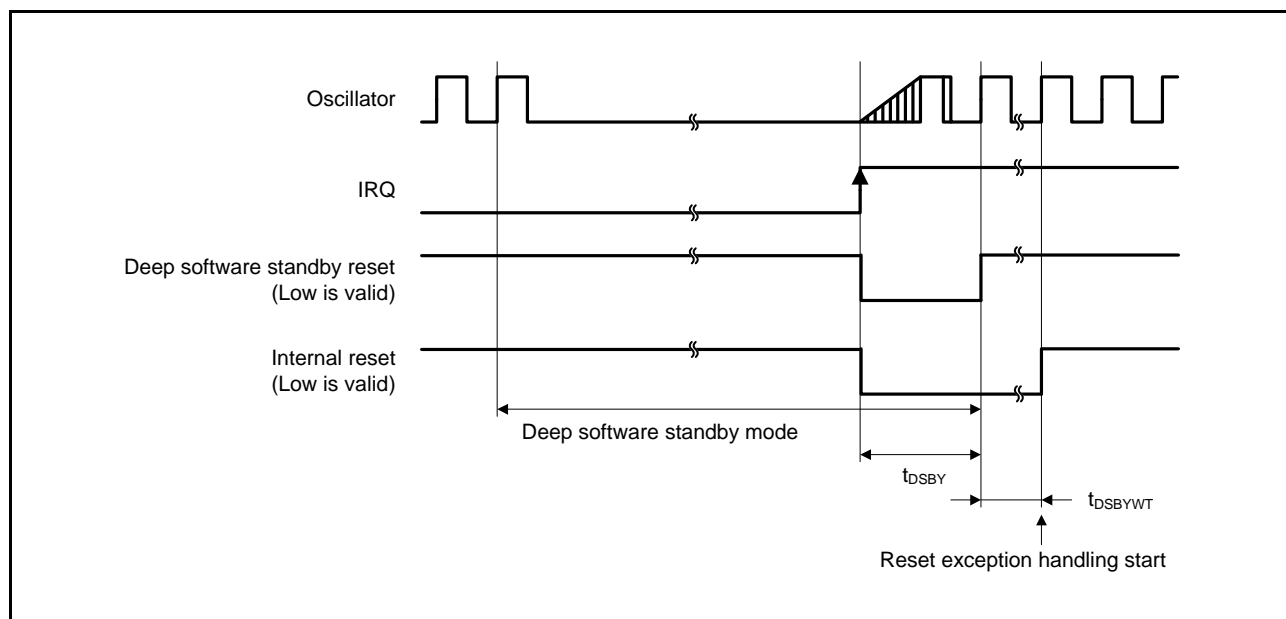 Oscillator
IRQ
Deep software standby reset
(Low is valid)
Internal reset
(Low is valid)
Deep software standby mode
tDSBY
tDSBYWT
Reset exception handling start